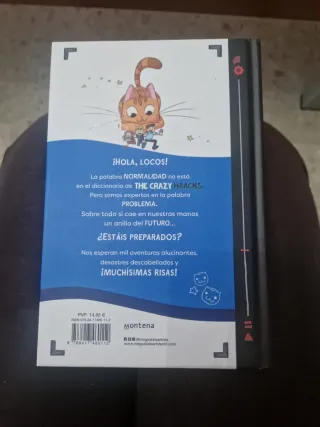 ¡HOLA, LOCOS!
La palabra NORMALIDAD no está
en el diccionario de THE CRAZY HAACKS.
Pero somos expertos en la palabra
PROBLEMA.
Sobre todo si cae en nuestras manos
un anillo del FUTURO...
¿ESTÁIS PREPARADOS?
Nos esperan mil aventuras alucinantes,
desastres descabellados y
¡MUCHÍSIMAS RISAS!
PVP: 14,95 €
montena